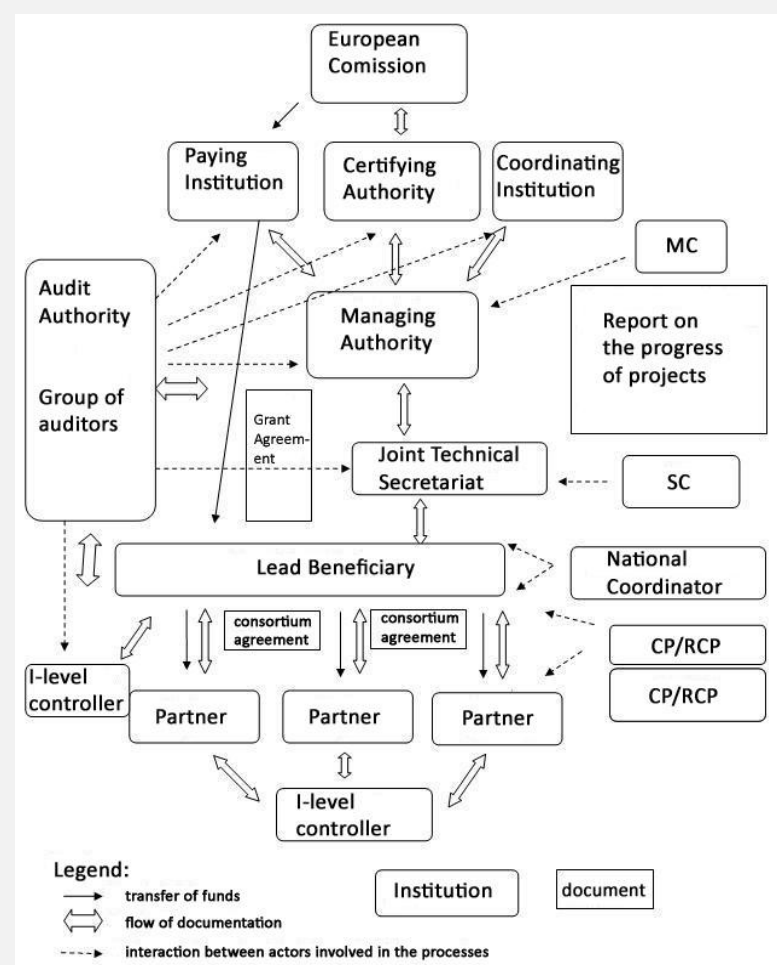 European
Comission
Paying
Institution
Certifying
Authority
Coordinating
Institution
MC
Audit
Authority
Group of
auditors
Managing
Authority
Report on
the progress
of projects
Grant
Agreem-
ent
Joint Technical
Secretariat
SC
Lead Beneficiary
National
Coordinator
consortium
agreement
consortium
agreement
CP/RCP
CP/RCP
I-level
controller
Partner
Partner
Partner
I-level
controller
Legend:
transfer of funds
flow of documentation
interaction between actors involved in the processes
Institution
document